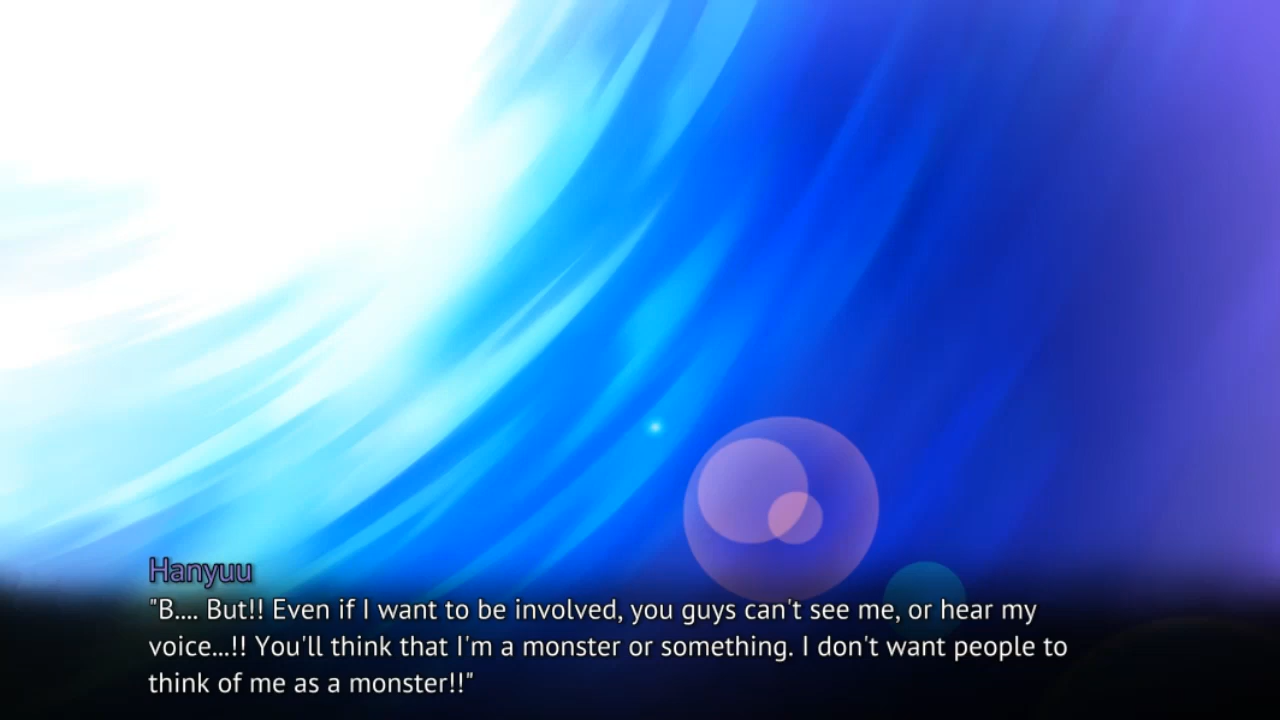 Hanyuu
"B.... But!! Even if I want to be involved, you guys can't see me, or hear my
voice...!! You'll think that I'm a monster or something. I don't want people to
think of me as a monster!!"